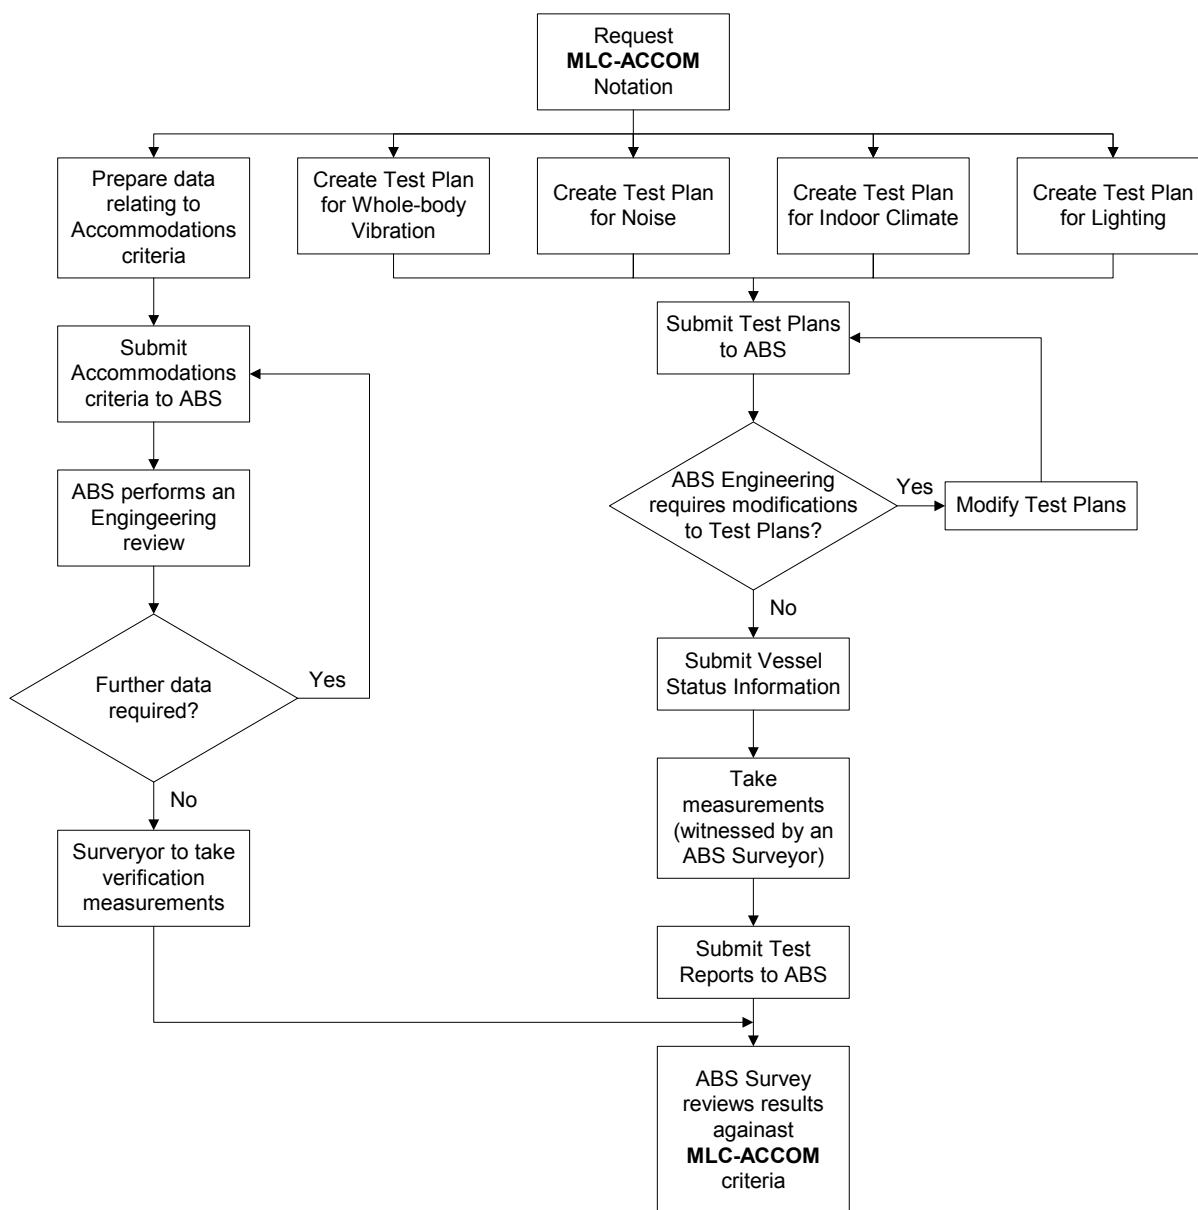 Request
MLC-ACCOM
Notation
Prepare data
relating to
Accommodations
criteria
Create Test Plan
for Whole-body
Vibration
Create Test Plan
for Noise
Create Test Plan
for Indoor Climate
Create Test Plan
for Lighting
Submit
Accommodations
criteria to ABS
ABS performs an
Engingeering
review
Further data
required?
Yes
No
Surveryor to take
verification
measurements
Submit Test Plans
to ABS
ABS Engineering
requires modifications
to Test Plans?
Yes
Modify Test Plans
No
Submit Vessel
Status Information
Take
measurements
(witnessed by an
ABS Surveyor)
Submit Test
Reports to ABS
ABS Survey
reviews results
againast
MLC-ACCOM
criteria